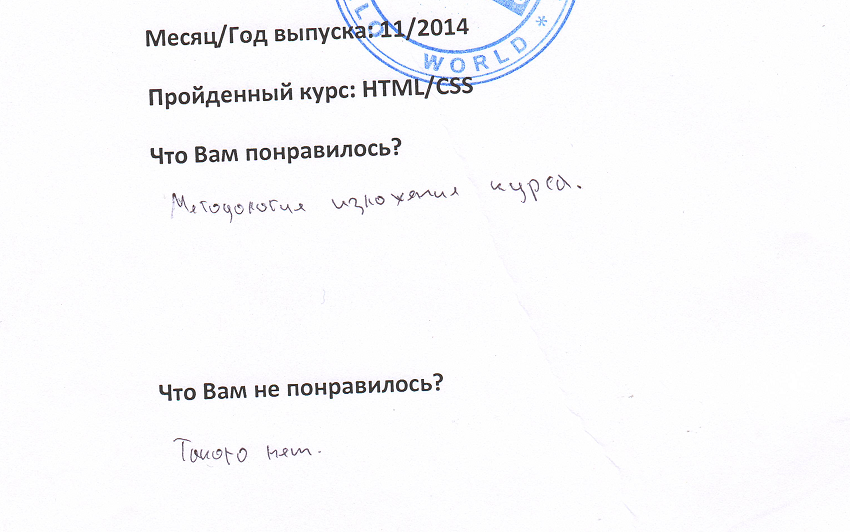 Месяц/Год выпуска: 11/2014
LO WORLD *
Пройденный курс: HTML/CSS
Что Вам понравилось?
Методология изложения курса.
Что Вам не понравилось?
Такого нет.